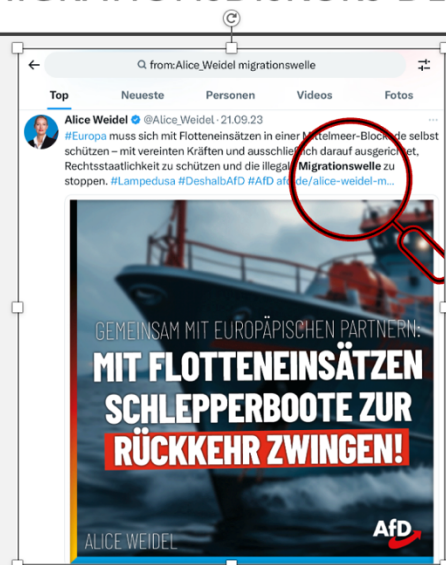 from:Alice_Weidel migrationswelle
Top Neueste Personen Videos Fotos
Alice Weidel @Alice_Weidel · 21.09.23
#Europa muss sich mit Flotteneinsätzen in einer Mittelmeer-Blockade selbst
schützen – mit vereinten Kräften und ausschließlich darauf ausgerichtet,
Rechtsstaatlichkeit zu schützen und die illegale Migrationswelle zu
stoppen. #Lampedusa #DeshalbAfD #AfD afd.de/alice-weidel-m...
GEMEINSAM MIT EUROPÄISCHEN PARTNERN:
MIT FLOTTENEINSÄTZEN
SCHLEPPERBOOTE ZUR
RÜCKKEHR ZWINGEN!
ALICE WEIDEL
AfD